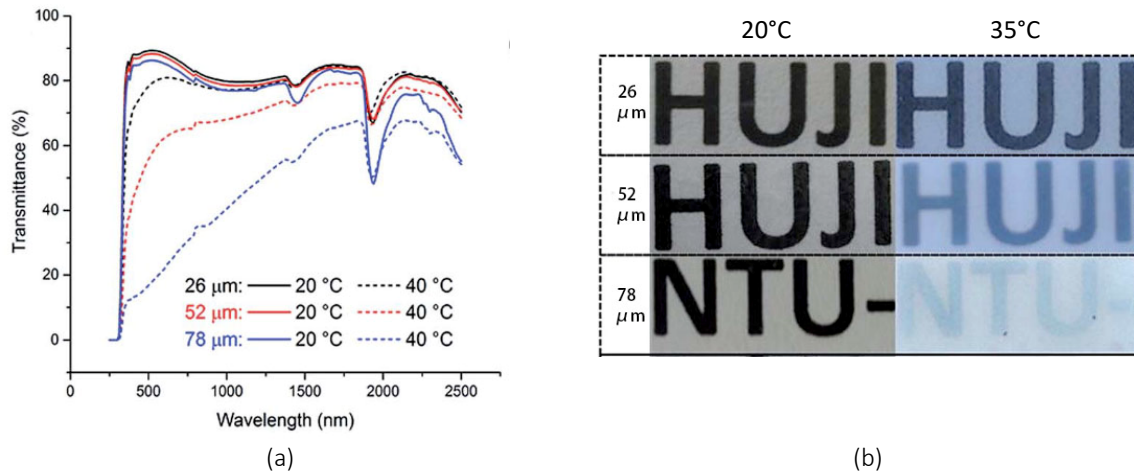 100
80
60
40
20
0
Transmittance (%)
26 μm: 20 °C 40 °C
52 μm: 20 °C 40 °C
78 μm: 20 °C 40 °C
0 500 1000 1500 2000 2500
Wavelength (nm)
(a)
20°C 35°C
26 μm HUJI HUJI
52 μm HUJI HUJI
78 μm NTU- NTU-
(b)